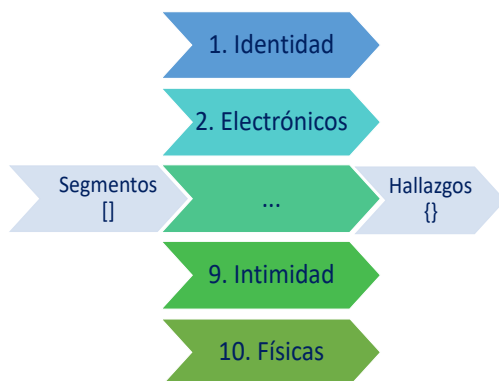 1. Identidad
2. Electrónicos
Segmentos
[]
...
Hallazgos
{}
9. Intimidad
10. Físicas